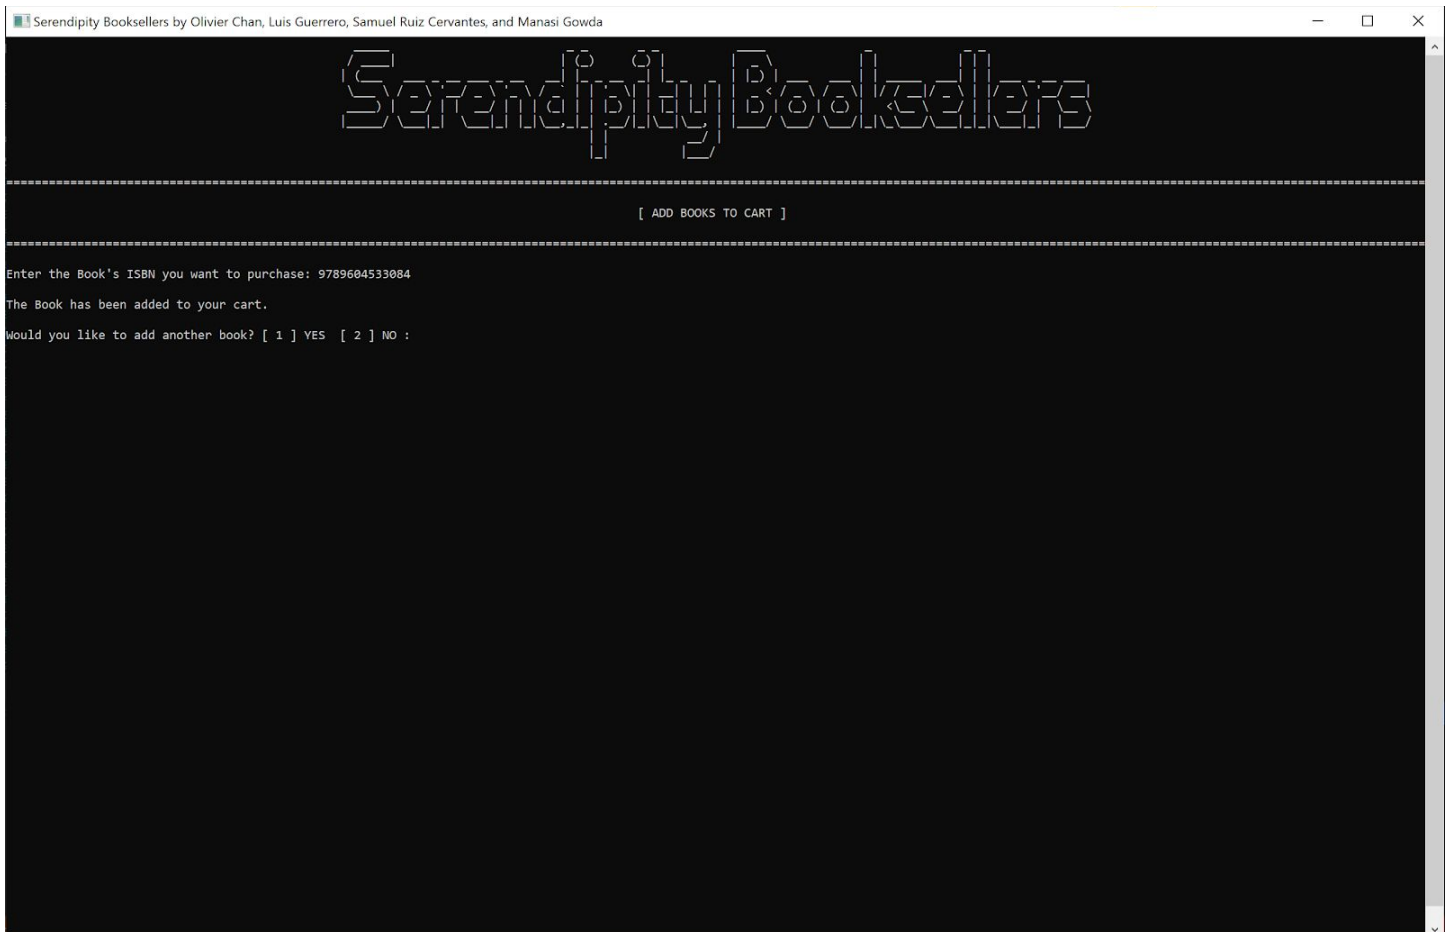 Serendipity Booksellers by Olivier Chan, Luis Guerrero, Samuel Ruiz Cervantes, and Manasi Gowda
Serendipity Booksellers
[ ADD BOOKS TO CART ]
Enter the Book's ISBN you want to purchase: 9789604533084
The Book has been added to your cart.
Would you like to add another book? [ 1 ] YES  [ 2 ] NO :